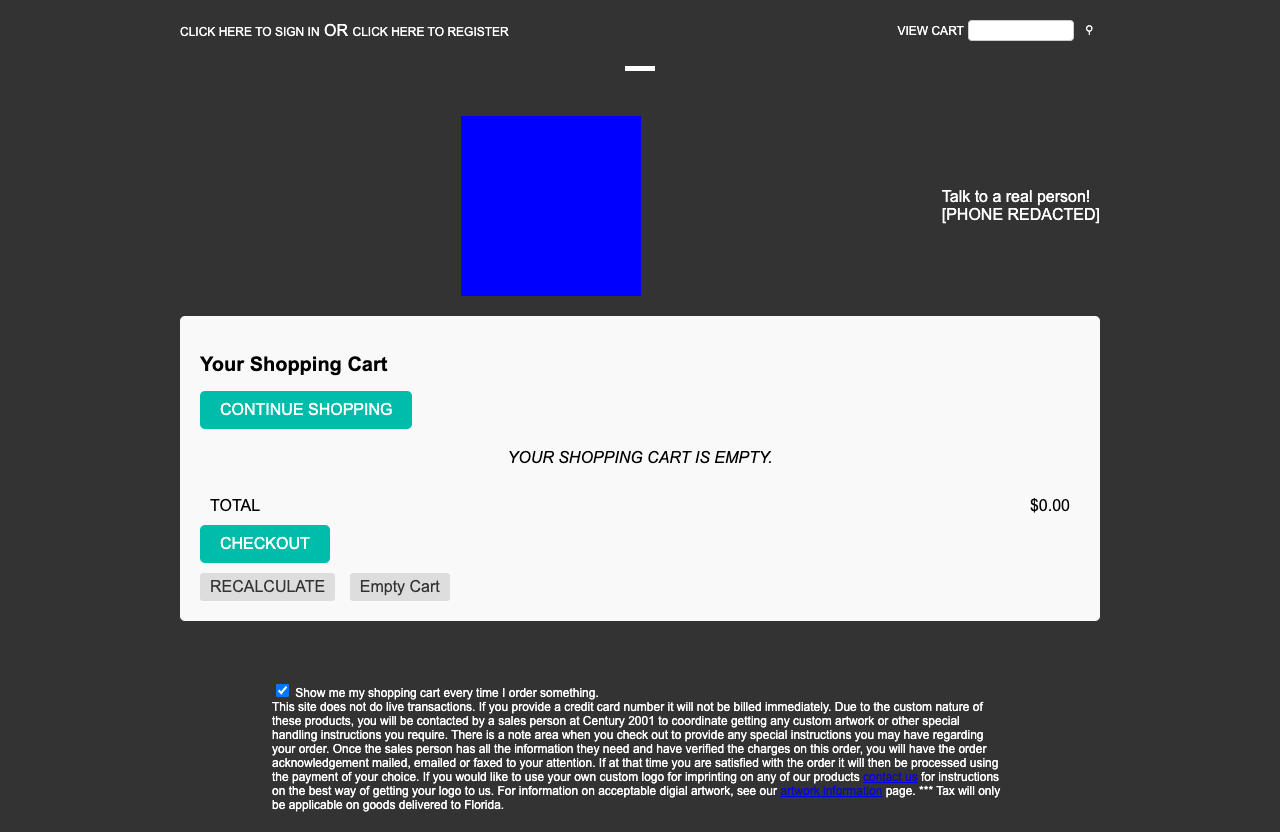 CLICK HERE TO SIGN IN OR CLICK HERE TO REGISTER
VIEW CART
Talk to a real person!
[PHONE REDACTED]
Your Shopping Cart
CONTINUE SHOPPING
YOUR SHOPPING CART IS EMPTY.
TOTAL $0.00
CHECKOUT
RECALCULATE Empty Cart
Show me my shopping cart every time I order something.
This site does not do live transactions. If you provide a credit card number it will not be billed immediately. Due to the custom nature of
these products, you will be contacted by a sales person at Century 2001 to coordinate getting any custom artwork or other special
handling instructions you require. There is a note area when you check out to provide any special instructions you may have regarding
your order. Once the sales person has all the information they need and have verified the charges on this order, you will have the order
acknowledgement mailed, emailed or faxed to your attention. If at that time you are satisfied with the order it will then be processed using
the payment of your choice. If you would like to use your own custom logo for imprinting on any of our products contact us for instructions
on the best way of getting your logo to us. For information on acceptable digial artwork, see our artwork information page. *** Tax will only
be applicable on goods delivered to Florida.